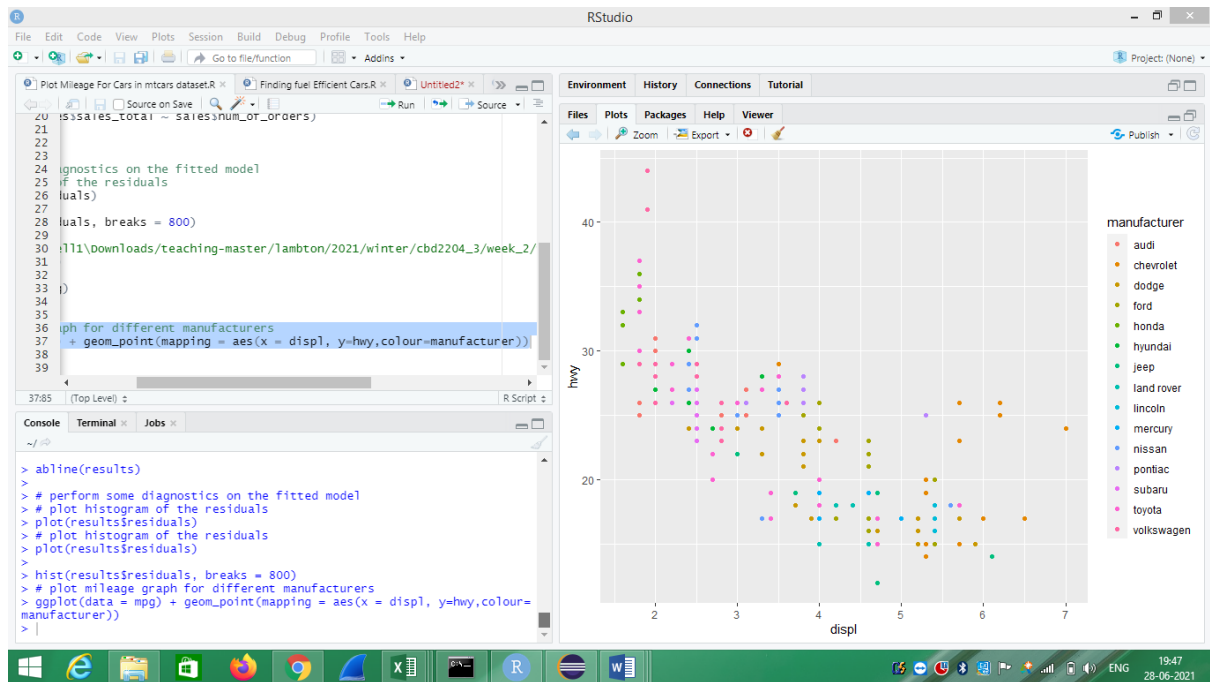 RStudio
File Edit Code View Plots Session Build Debug Profile Tools Help
Go to file/function Addins Project: (None)
Plot Mileage For Cars in mtcars dataset.R Finding fuel Efficient Cars.R Untitled2*
Source on Save Run Source
20 es$sales_total ~ sales$num_of_orders)
21
22
23
24 agnostics on the fitted model
25 of the residuals
26 duals)
27
28 duals, breaks = 800)
29
30 ell1\Downloads/teaching-master/lambton/2021/winter/cbd2204_3/week_2/
31
32
33 g)
34
35
36 aph for different manufacturers
37 + geom_point(mapping = aes(x = displ, y=hwy,colour=manufacturer))
38
39
37:85 (Top Level) R Script
Console Terminal Jobs
~/
> abline(results)
>
> # perform some diagnostics on the fitted model
> # plot histogram of the residuals
> plot(results$residuals)
> # plot histogram of the residuals
> plot(results$residuals)
>
> hist(results$residuals, breaks = 800)
> # plot mileage graph for different manufacturers
> ggplot(data = mpg) + geom_point(mapping = aes(x = displ, y=hwy,colour=
manufacturer))
>
Environment History Connections Tutorial
Files Plots Packages Help Viewer
Zoom Export Publish
40
30
20
hwy
2 3 4 5 6 7
displ
manufacturer
audi
chevrolet
dodge
ford
honda
hyundai
jeep
land rover
lincoln
mercury
nissan
pontiac
subaru
toyota
volkswagen
ENG 19:47
28-06-2021